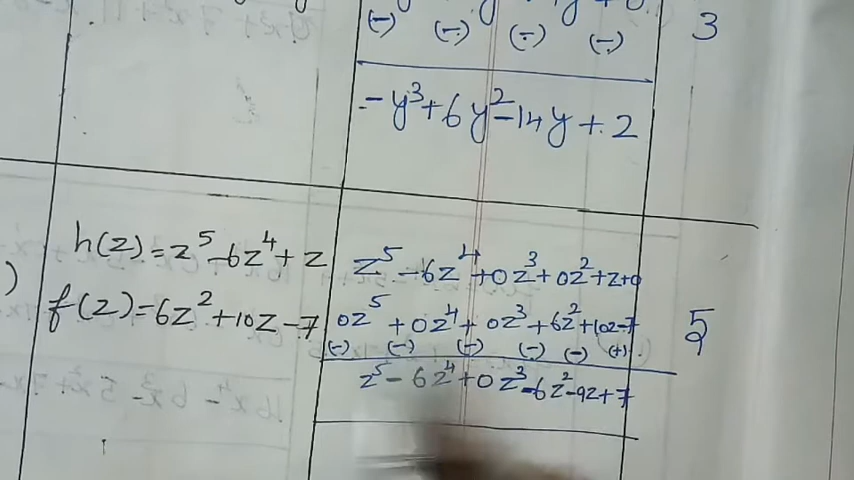 (-) (-) (-) (-)
3
-y³+6y²-14y+2
)
h(z)=z⁵-6z⁴+z
f(z)=6z²+10z-7
z⁵-6z⁴+0z³+0z²+z+0
0z⁵+0z⁴+0z³+6z²+10z-7
(-) (-) (-) (-) (-) (+)
z⁵-6z⁴+0z³-6z²-9z+7
5